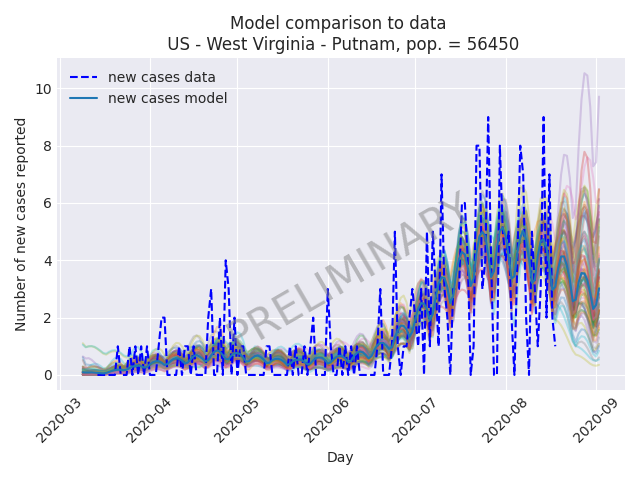 Model comparison to data
US - West Virginia - Putnam, pop. = 56450
new cases data
new cases model
Number of new cases reported
10
8
6
4
2
0
PRELIMINARY
2020-03
2020-04
2020-05
2020-06
2020-07
2020-08
2020-09
Day